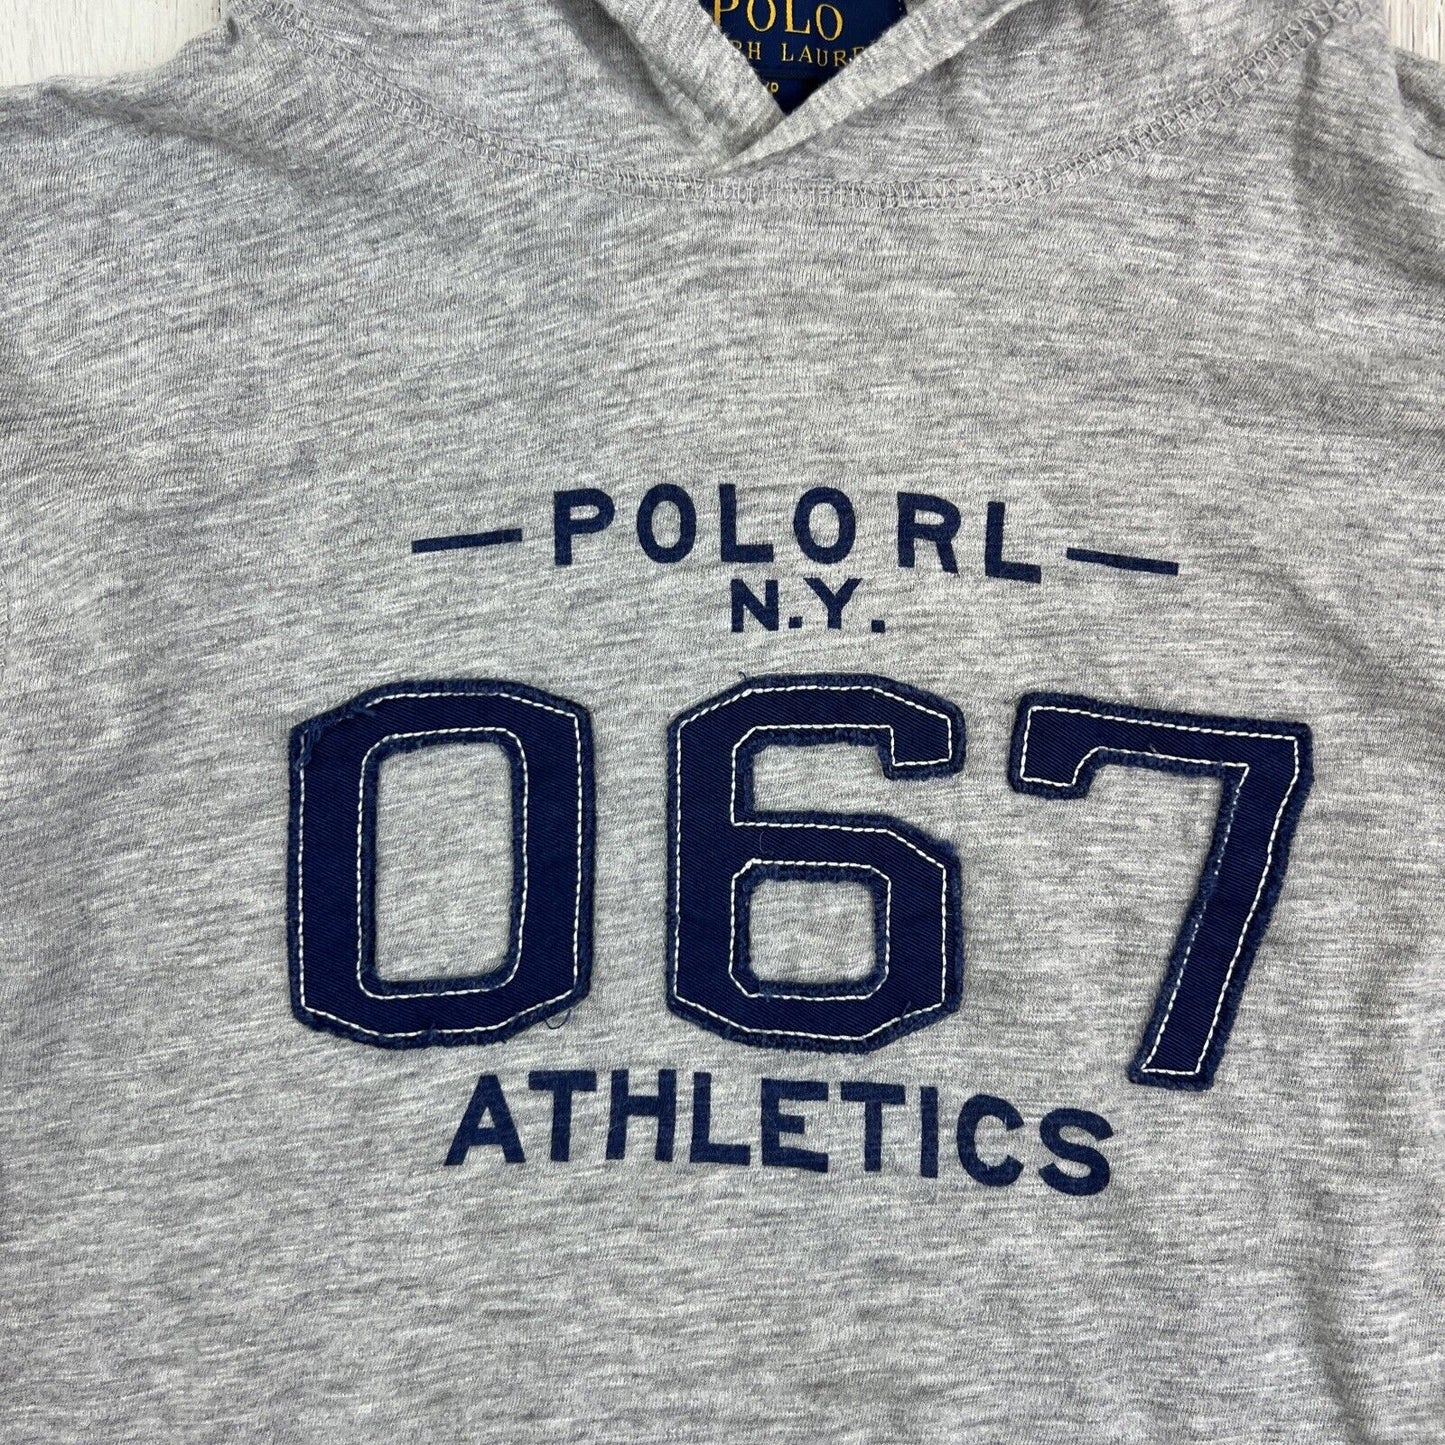 POLO
— POLO RL —
N.Y.
067
ATHLETICS